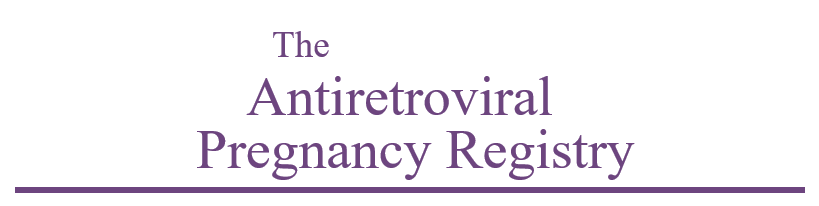 The
Antiretroviral
Pregnancy Registry